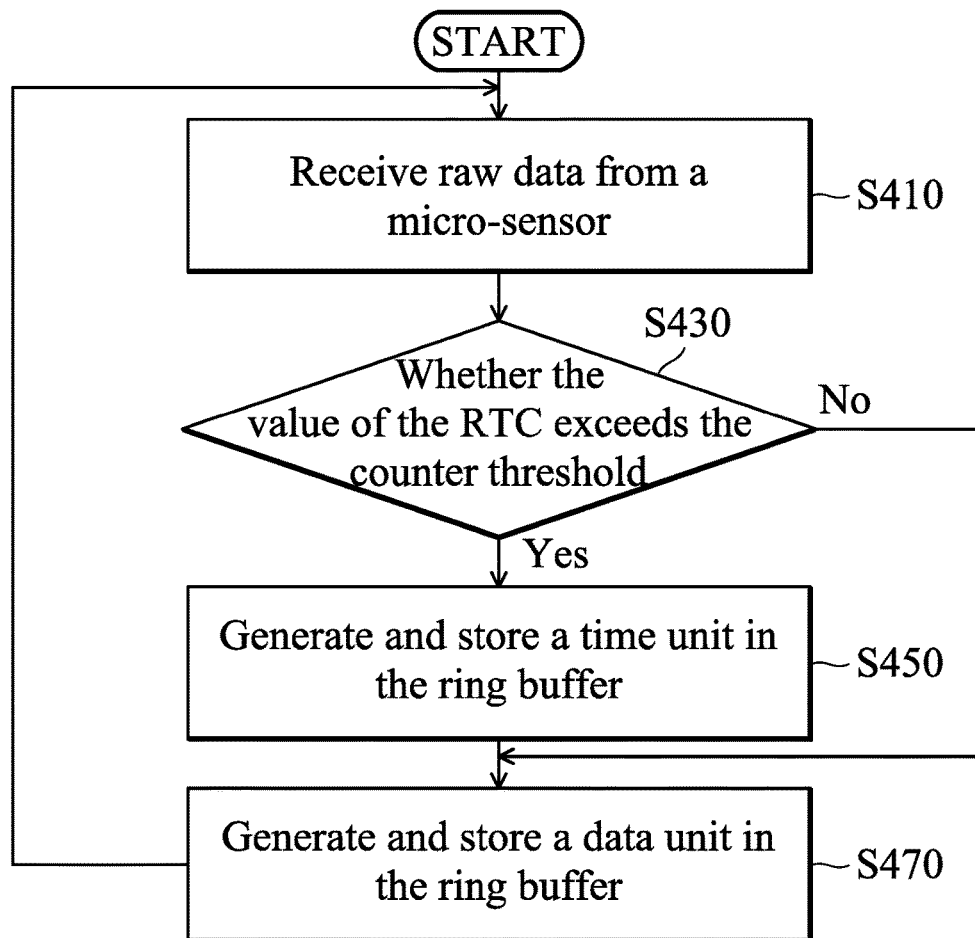 START
Receive raw data from a
micro-sensor
S410
S430
Whether the
value of the RTC exceeds the
counter threshold
No
Yes
Generate and store a time unit in
the ring buffer
S450
Generate and store a data unit in
the ring buffer
S470